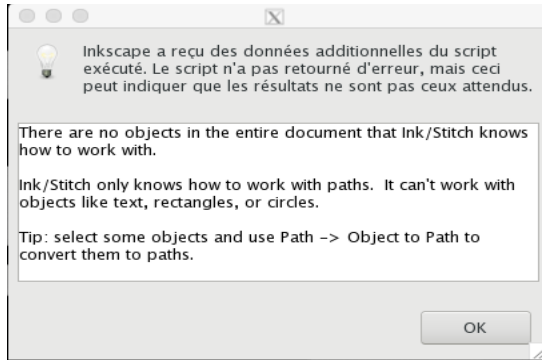 Inkscape a reçu des données additionnelles du script
exécuté. Le script n'a pas retourné d'erreur, mais ceci
peut indiquer que les résultats ne sont pas ceux attendus.
There are no objects in the entire document that Ink/Stitch knows
how to work with.
Ink/Stitch only knows how to work with paths.  It can't work with
objects like text, rectangles, or circles.
Tip: select some objects and use Path -> Object to Path to
convert them to paths.
OK